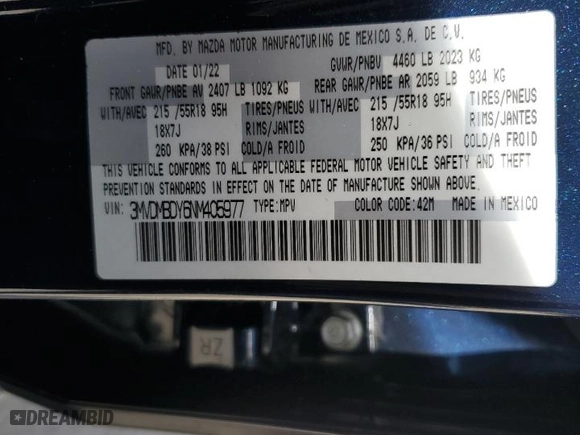 MFD. BY MAZDA MOTOR MANUFACTURING DE MEXICO S.A. DE C.V.
DATE 01/22 GVWR/PNBV 4460 LB 2023 KG
FRONT GAWR/PNBE AV 2407 LB 1092 KG REAR GAWR/PNBE AR 2059 LB 934 KG
WITH/AVEC 215 /55R18 95H TIRES/PNEUS WITH/AVEC 215 /55R18 95H TIRES/PNEUS
18X7J RIMS/JANTES 18X7J RIMS/JANTES
260 KPA/38 PSI COLD/A FROID 250 KPA/36 PSI COLD/A FROID
THIS VEHICLE CONFORMS TO ALL APPLICABLE FEDERAL MOTOR VEHICLE SAFETY AND THEFT
PREVENTION STANDARDS IN EFFECT ON THE DATE OF MANUFACTURE SHOWN ABOVE.
VIN: 3MVDMBDY6NM405977 TYPE:MPV COLOR CODE:42M MADE IN MEXICO
ZR
DREAMBID